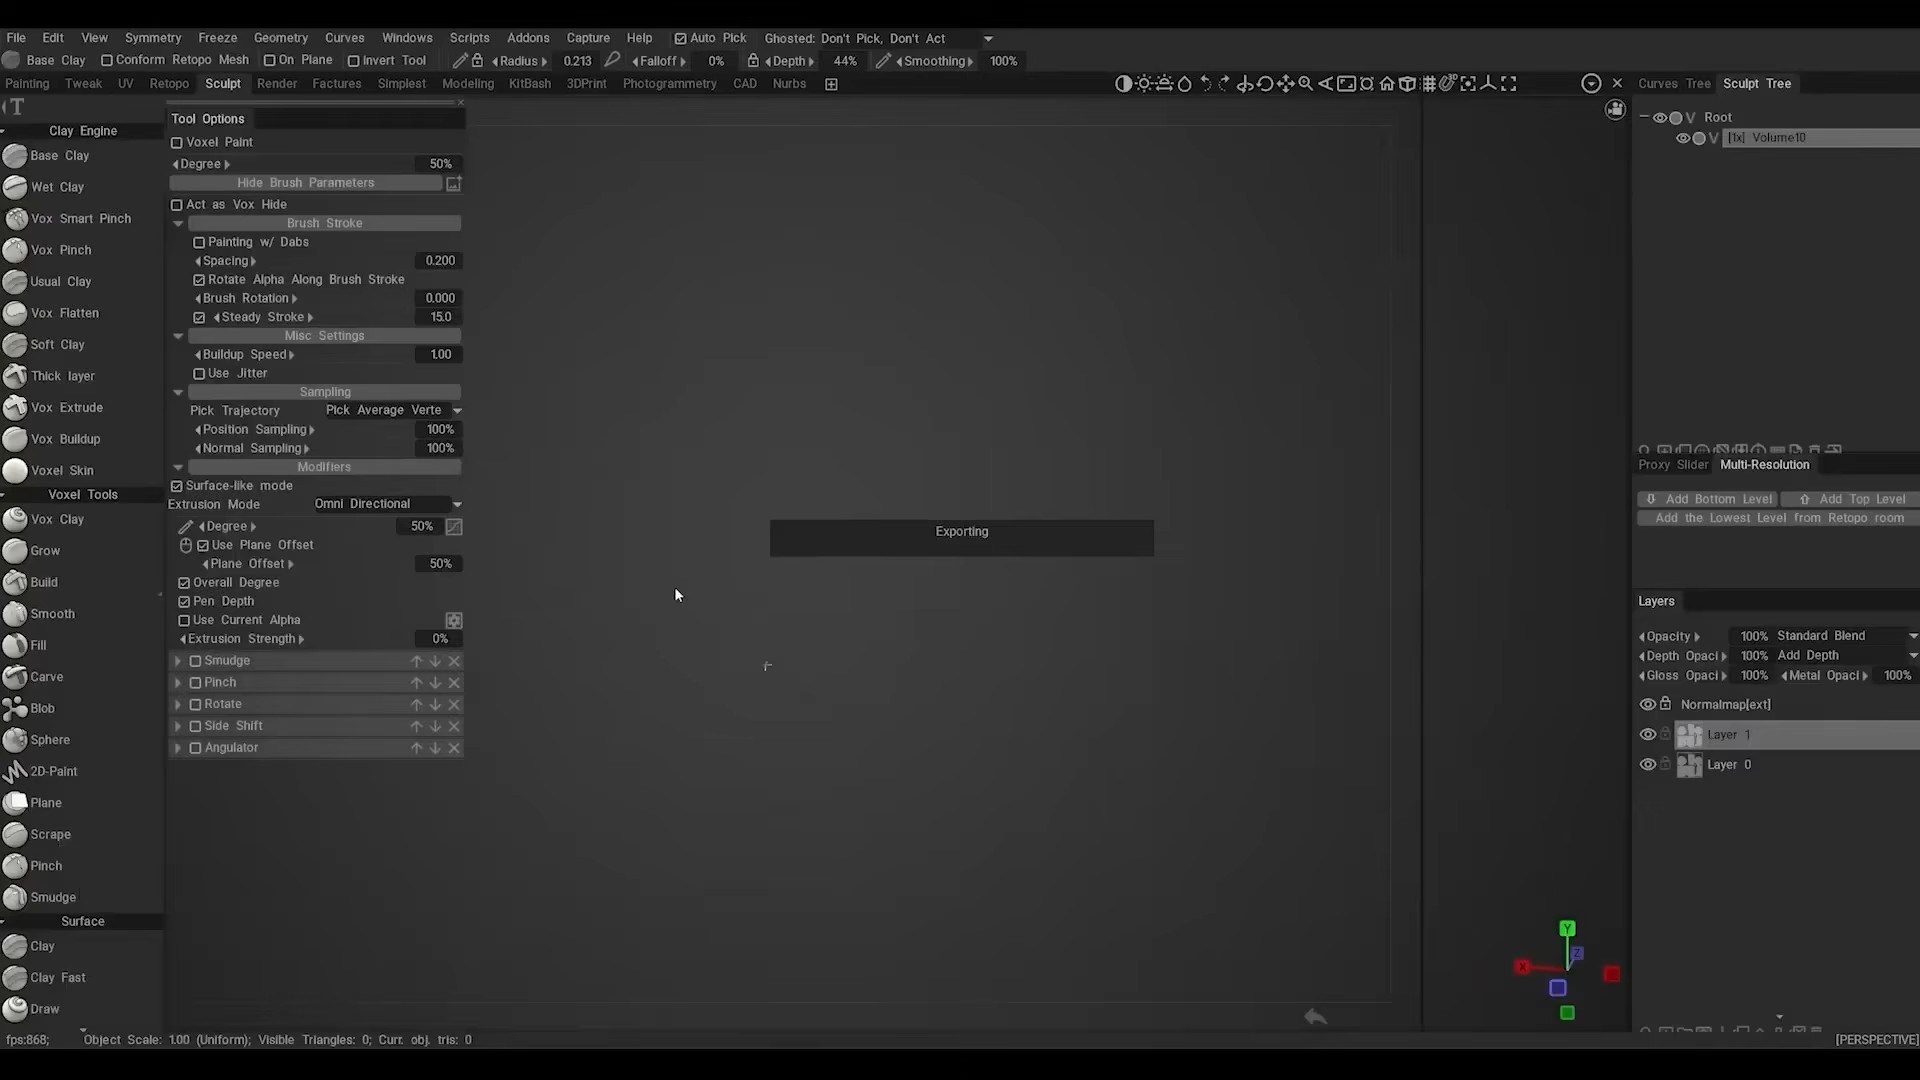 File Edit View Symmetry Freeze Geometry Curves Windows Scripts Addons Capture Help Auto Pick Ghosted: Don't Pick, Don't Act
Base Clay Conform Retopo Mesh On Plane Invert Tool Radius 0.213 Falloff 0% Depth 44% Smoothing 100%
Painting Tweak UV Retopo Sculpt Render Factures Simplest Modeling KitBash 3DPrint Photogrammetry CAD Nurbs
T
Clay Engine
Base Clay
Wet Clay
Vox Smart Pinch
Vox Pinch
Usual Clay
Vox Flatten
Soft Clay
Thick layer
Vox Extrude
Vox Buildup
Voxel Skin
Voxel Tools
Vox Clay
Grow
Build
Smooth
Fill
Carve
Blob
Sphere
2D-Paint
Plane
Scrape
Pinch
Smudge
Surface
Clay
Clay Fast
Draw
Tool Options
Voxel Paint
Degree 50%
Hide Brush Parameters
Act as Vox Hide
Brush Stroke
Painting w/ Dabs
Spacing 0.200
Rotate Alpha Along Brush Stroke
Brush Rotation 0.000
Steady Stroke 15.0
Misc Settings
Buildup Speed 1.00
Use Jitter
Sampling
Pick Trajectory Pick Average Verte
Position Sampling 100%
Normal Sampling 100%
Modifiers
Surface-like mode
Extrusion Mode Omni Directional
Degree 50%
Use Plane Offset
Plane Offset 50%
Overall Degree
Pen Depth
Use Current Alpha
Extrusion Strength 0%
Smudge
Pinch
Rotate
Side Shift
Angulator
Exporting
Curves Tree Sculpt Tree
V Root
V [1x] Volume10
Proxy Slider Multi-Resolution
Add Bottom Level Add Top Level
Add the Lowest Level from Retopo room
Layers
Opacity 100% Standard Blend
Depth Opaci 100% Add Depth
Gloss Opaci 100% Metal Opaci 100%
Normalmap[ext]
Layer 1
Layer 0
Y
Z
X
fps:868; Object Scale: 1.00 (Uniform); Visible Triangles: 0; Curr. obj. tris: 0
[PERSPECTIVE]